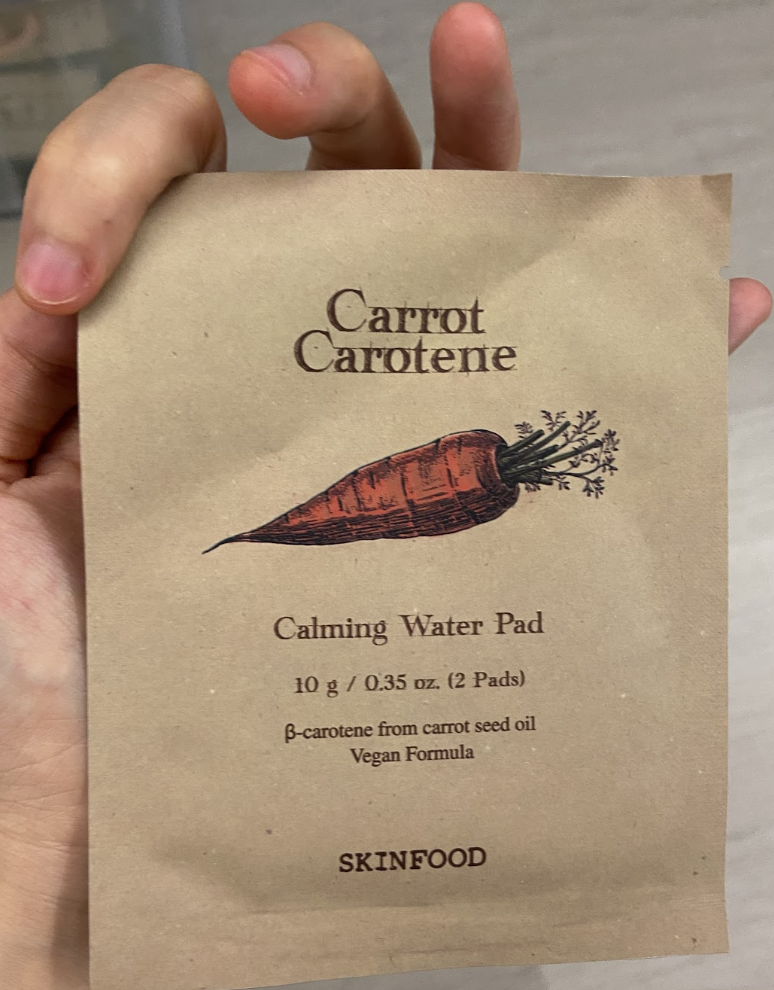 Carrot
Carotene
Calming Water Pad
10 g / 0.35 oz. (2 Pads)
β-carotene from carrot seed oil
Vegan Formula
SKINFOOD